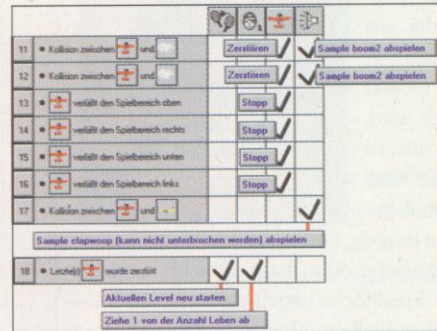 1
11 • Kollision zwischen und Zerstören Sample boom2 abspielen
12 • Kollision zwischen und Zerstören Sample boom2 abspielen
13 • verläßt den Spielbereich oben Stopp
14 • verläßt den Spielbereich rechts Stopp
15 • verläßt den Spielbereich unten Stopp
16 • verläßt den Spielbereich links Stopp
17 • Kollision zwischen und
Sample clapwoop (kann nicht unterbrochen werden) abspielen
18 • Letzte(s) wurde zerstört
Aktuellen Level neu starten
Ziehe 1 von der Anzahl Leben ab